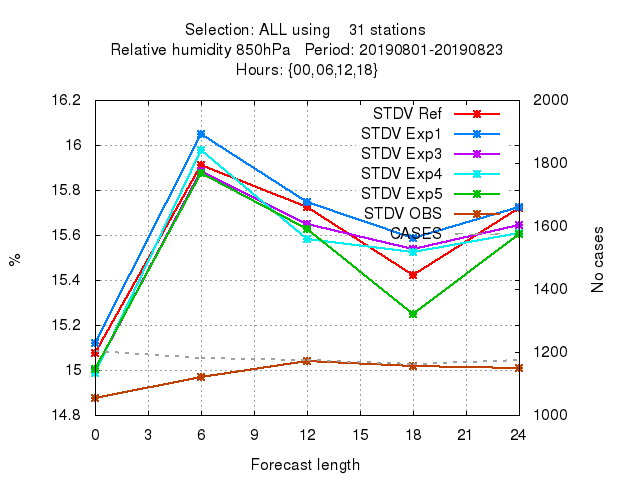 Selection: ALL using    31 stations
Relative humidity 850hPa   Period: 20190801-20190823
Hours: {00,06,12,18}
16.2
16
15.8
15.6
15.4
15.2
15
14.8
%
STDV Ref
STDV Exp1
STDV Exp3
STDV Exp4
STDV Exp5
STDV OBS
CASES
2000
1800
1600
1400
1200
1000
No cases
0 3 6 9 12 15 18 21 24
Forecast length